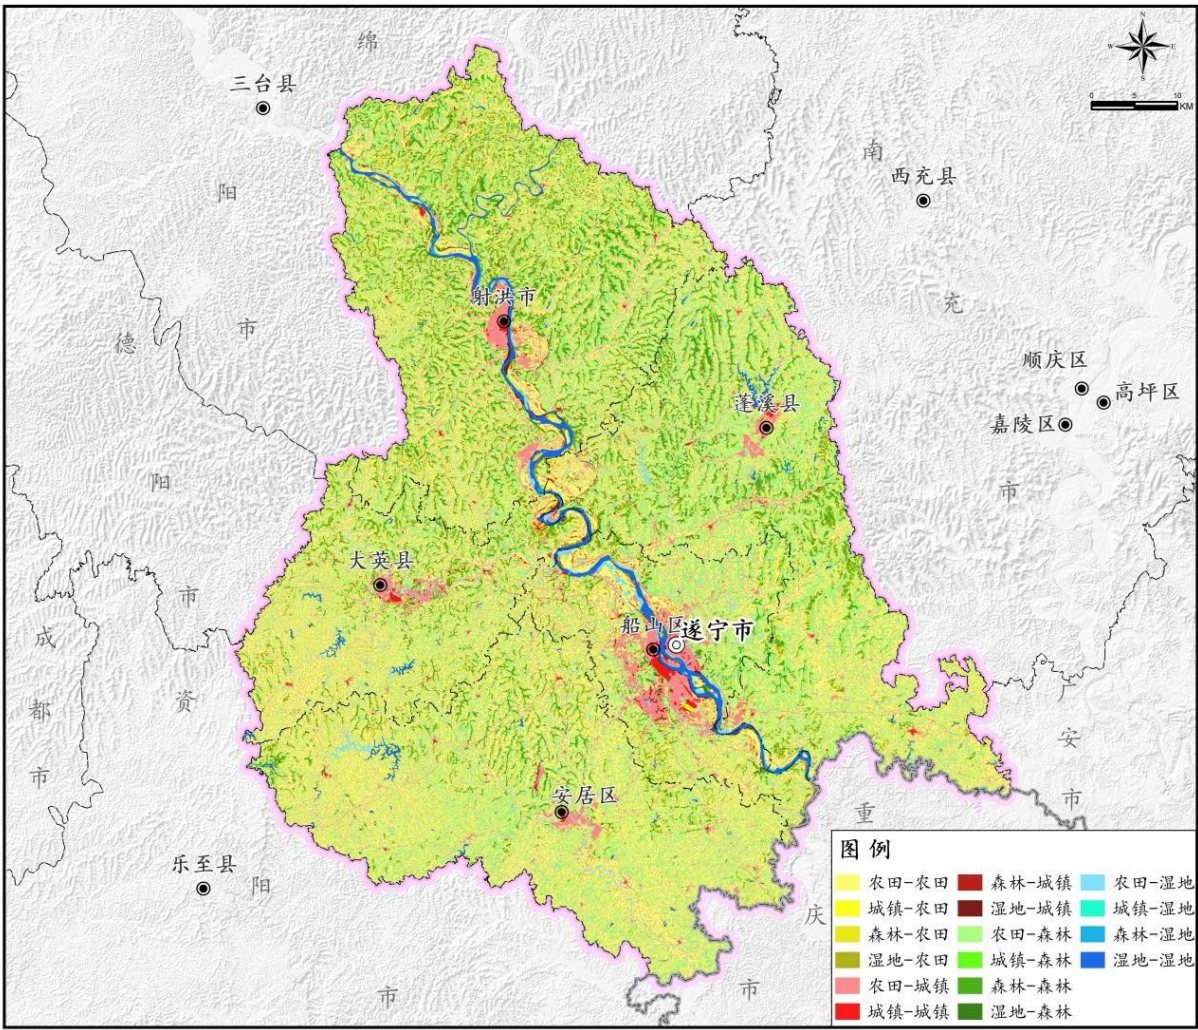 绵
N
W
E
S
三台县
0 5 10
KM
南
西充县
阳
充
射洪市
市
德
顺庆区
高坪区
蓬溪县
嘉陵区
阳
市
大英县
市
船山区
遂宁市
成
资
广
都
安
市
安居区
市
重
乐至县
阳
庆
市
市
图例
农田-农田 森林-城镇 农田-湿地
城镇-农田 湿地-城镇 城镇-湿地
森林-农田 农田-森林 森林-湿地
湿地-农田 城镇-森林 湿地-湿地
农田-城镇 森林-森林
城镇-城镇 湿地-森林